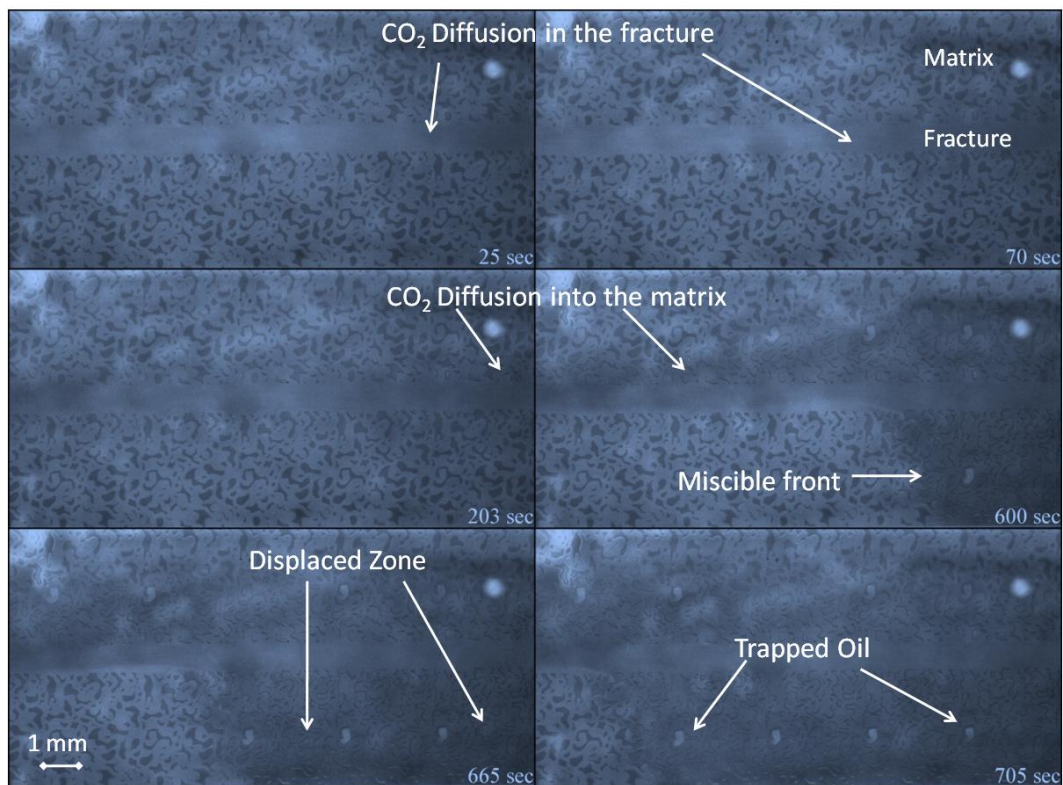 CO₂ Diffusion in the fracture
Matrix
Fracture
25 sec
70 sec
CO₂ Diffusion into the matrix
Miscible front
203 sec
600 sec
Displaced Zone
Trapped Oil
1 mm
665 sec
705 sec